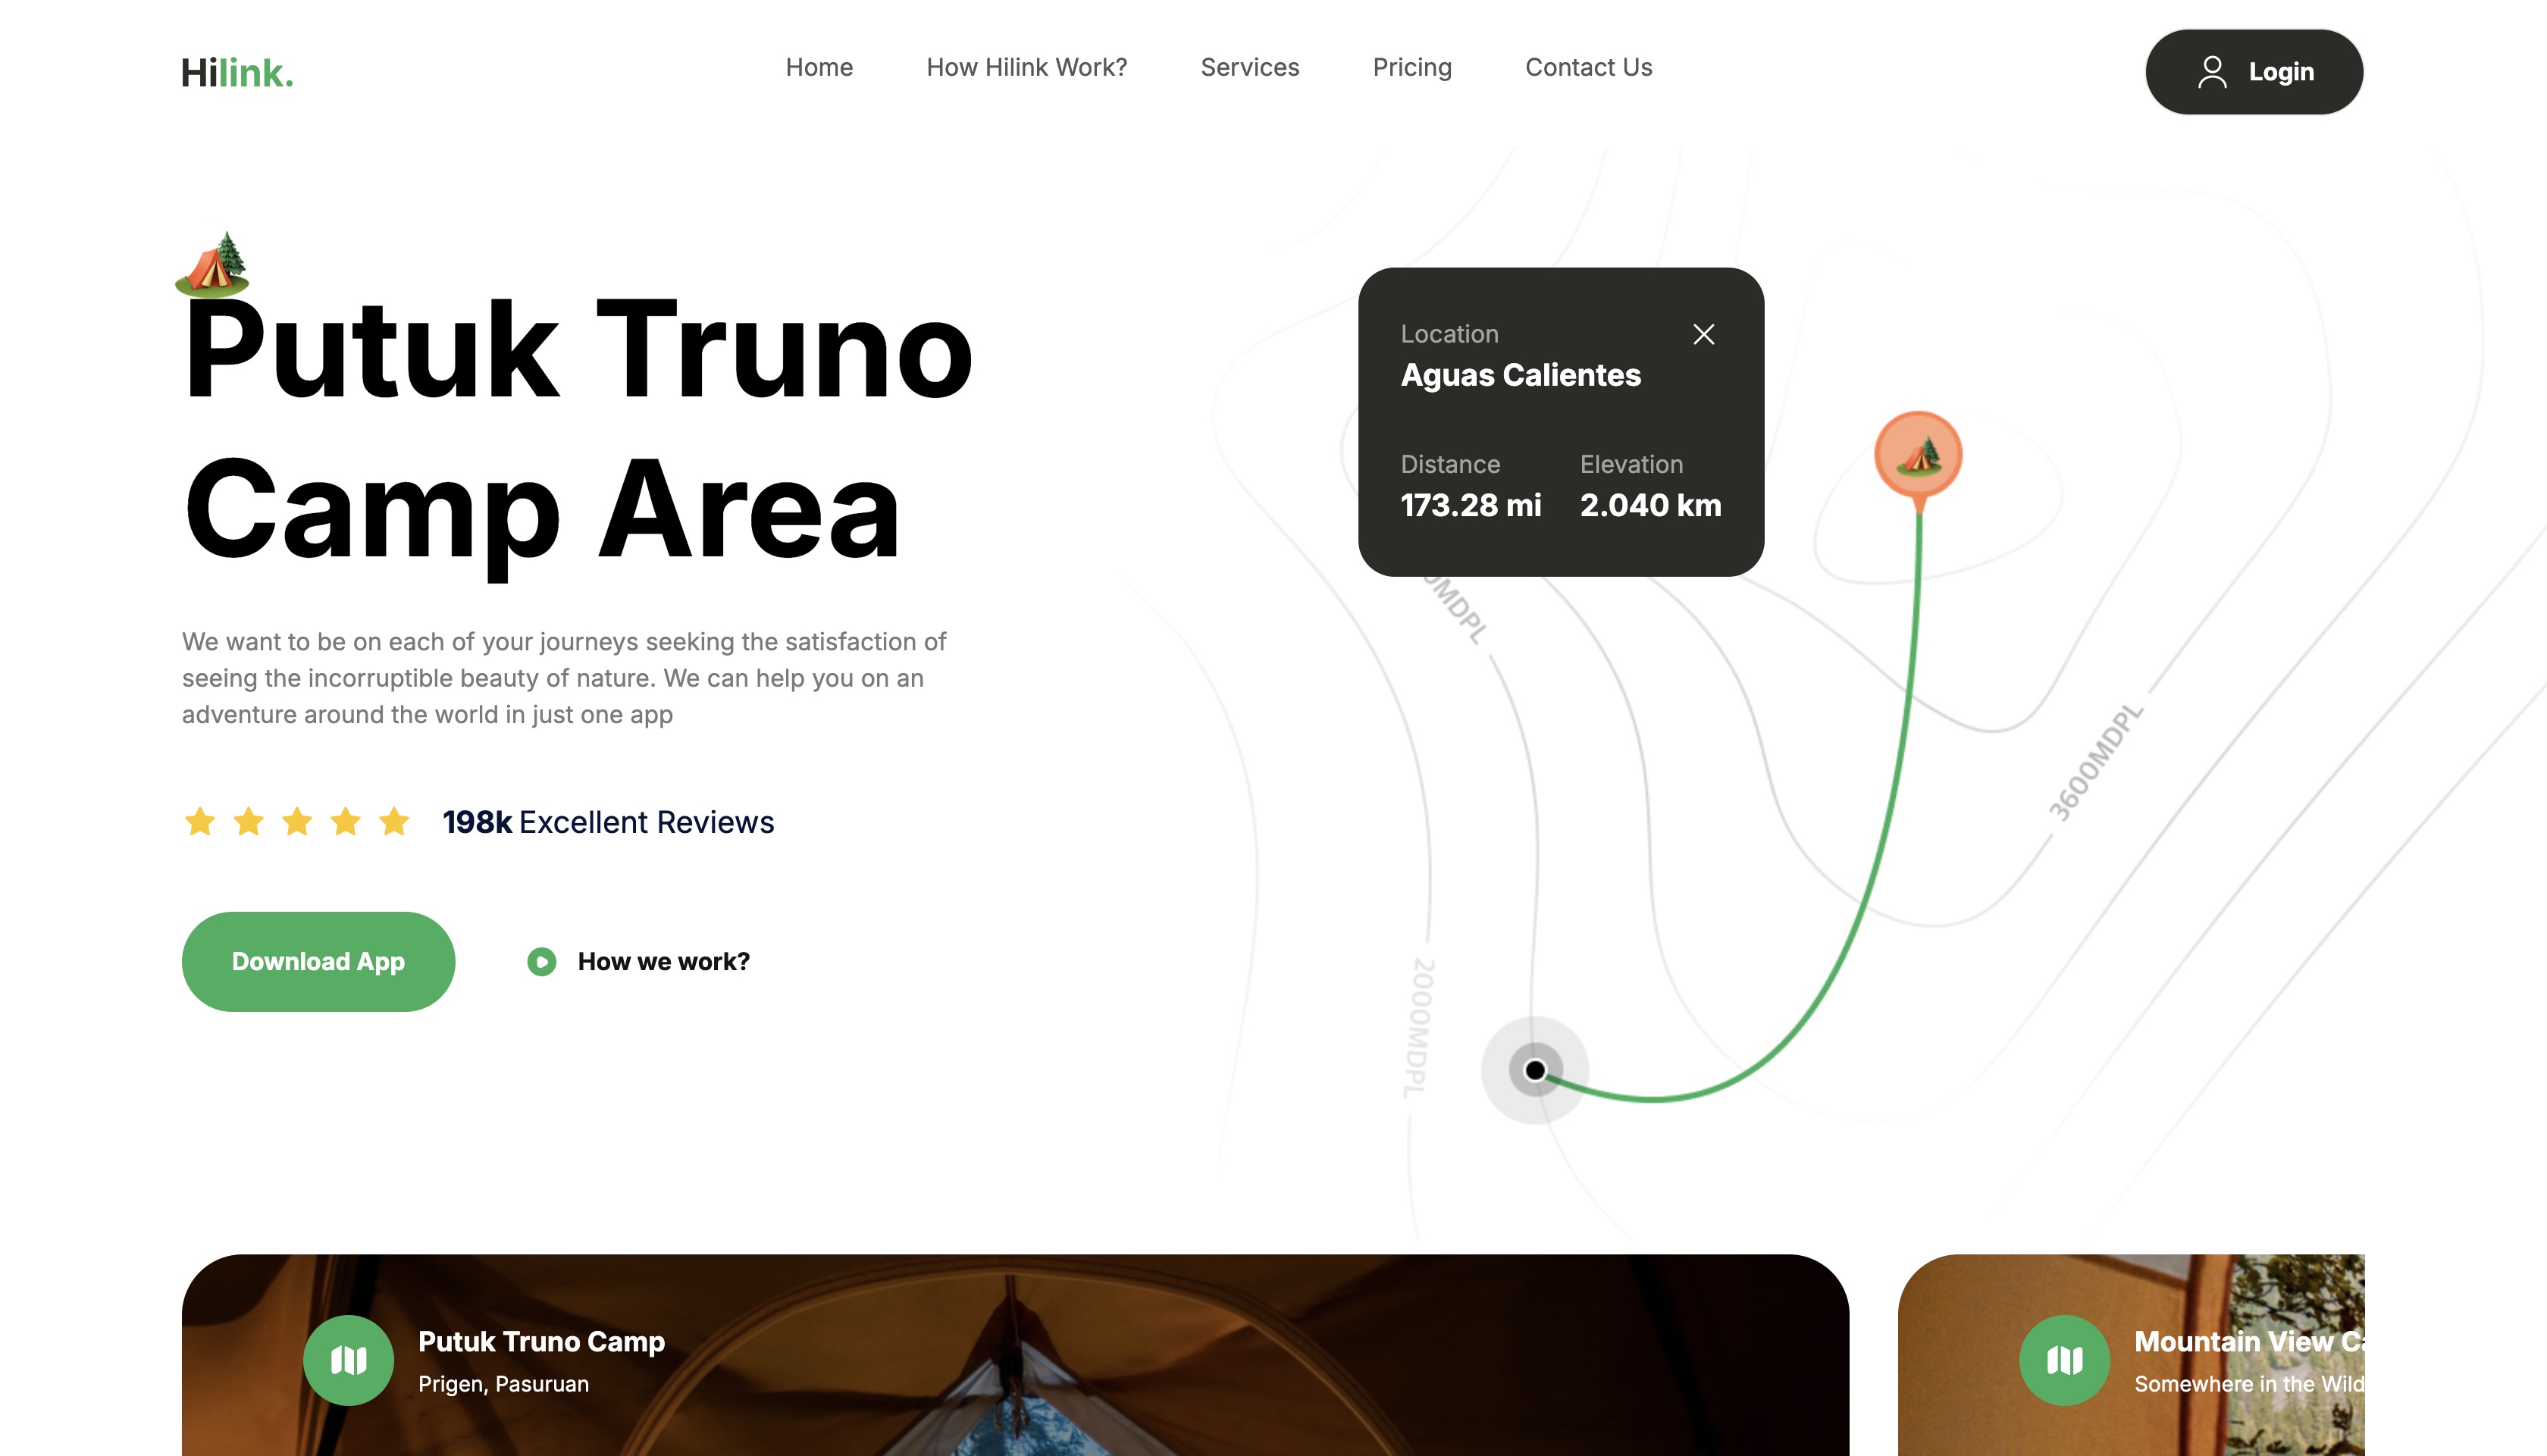 Hilink.
Home
How Hilink Work?
Services
Pricing
Contact Us
Login
Putuk Truno
Camp Area
We want to be on each of your journeys seeking the satisfaction of
seeing the incorruptible beauty of nature. We can help you on an
adventure around the world in just one app
198k Excellent Reviews
Download App
How we work?
Location
Aguas Calientes
Distance
Elevation
173.28 mi
2.040 km
0MDPL
3600MDPL
2000MDPL
Putuk Truno Camp
Prigen, Pasuruan
Mountain View
Somewhere in the Wild